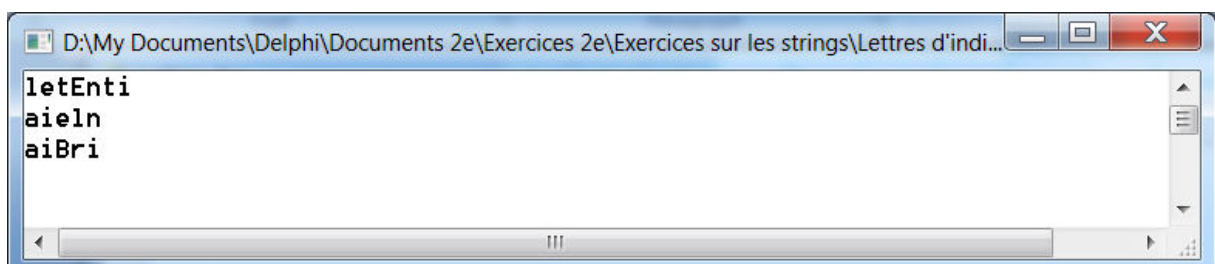 D:\My Documents\Delphi\Documents 2e\Exercices 2e\Exercices sur les strings\Lettres d'indi...
letEnti
aieln
aiBri